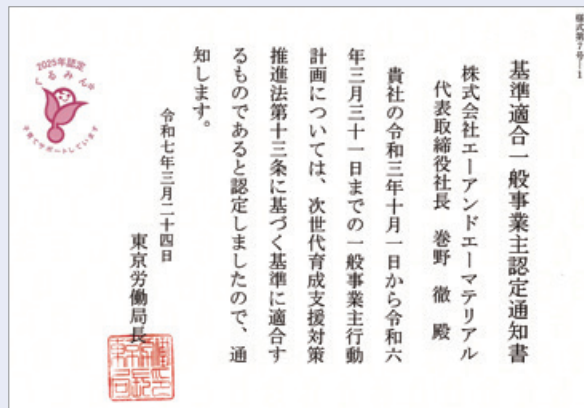 様式第7号-1
基準適合一般事業主認定通知書
株式会社エーアンドエーマテリアル
代表取締役社長 巻野 徹 殿
貴社の令和三年十月一日から令和六
年三月三十一日までの一般事業主行動
計画については、次世代育成支援対策
推進法第十三条に基づく基準に適合す
るものであると認定しましたので、通
知します。
令和七年三月二十四日
東京労働局長
2025年認定
くるみん
子育てサポートしています